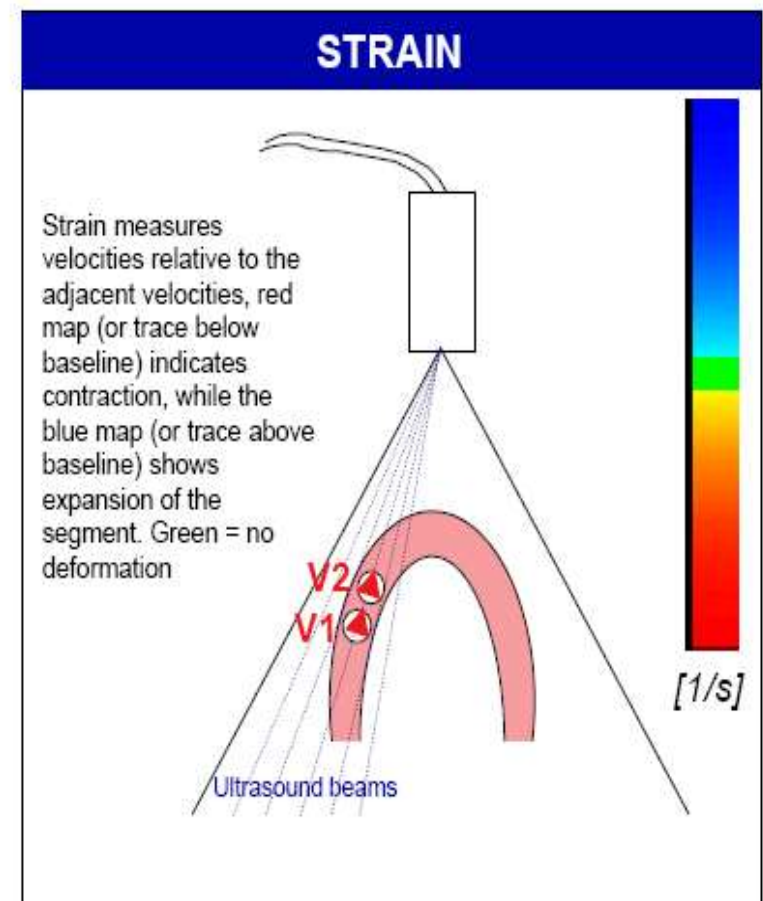 STRAIN
Strain measures
velocities relative to the
adjacent velocities, red
map (or trace below
baseline) indicates
contraction, while the
blue map (or trace above
baseline) shows
expansion of the
segment. Green = no
deformation
V2
V1
[1/s]
Ultrasound beams